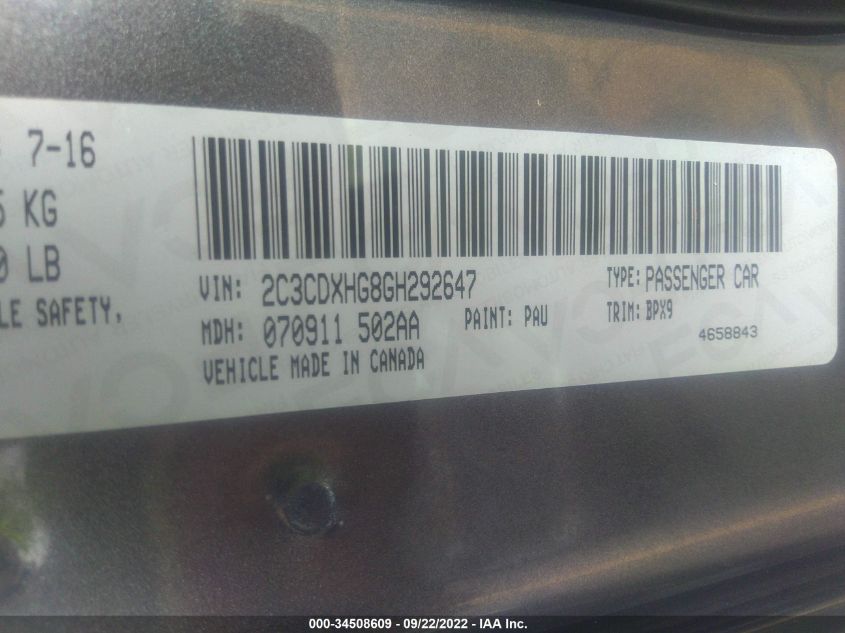 7-16
KG
LB
SAFETY,
VIN: 2C3CDXHG8GH292647
TYPE: PASSENGER CAR
MDH: 070911 502AA
PAINT: PAU
TRIM: BPX9
VEHICLE MADE IN CANADA
4658843
000-34508609 / 09/22/2022 - IAA Inc.